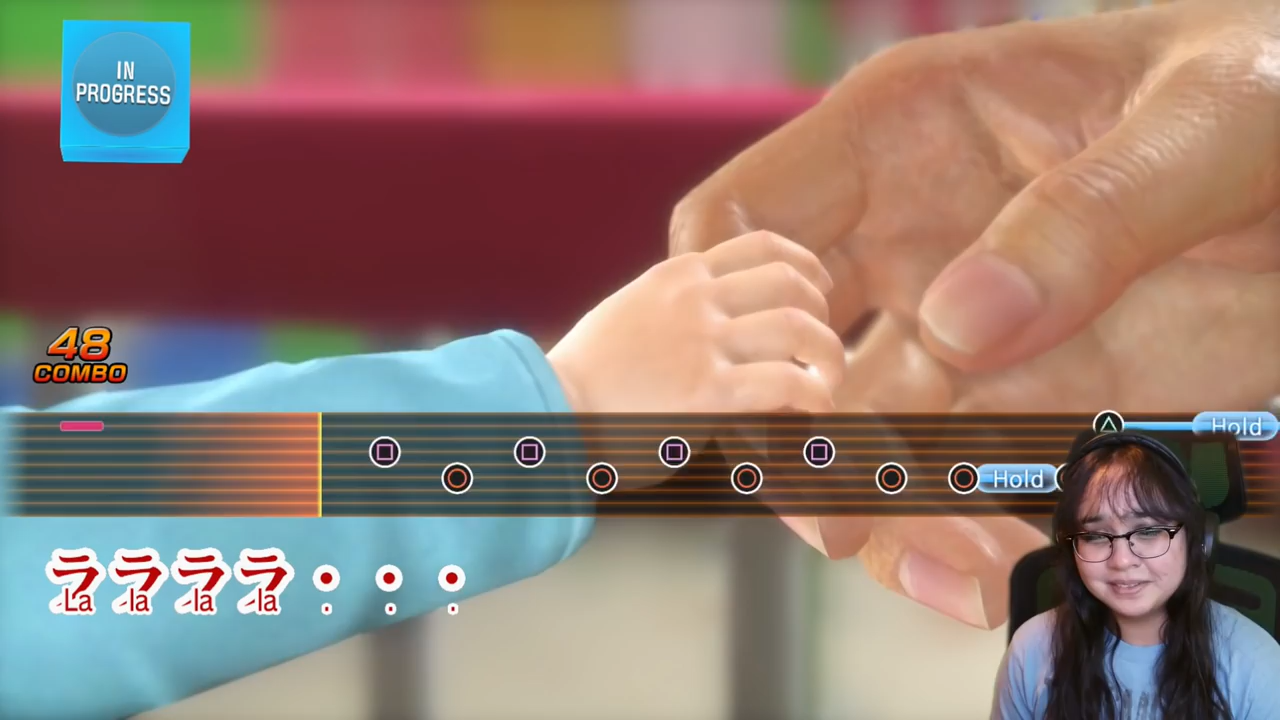 IN
PROGRESS
48
COMBO
Hold
Hold
ララララ・・・
La la la la . . .